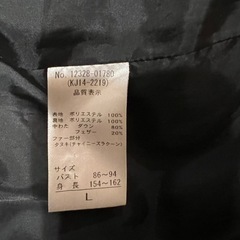 No. 12328-01780
(KJ14-2219)
品質表示
表地 ポリエステル 100%
裏地 ポリエステル 100%
中わた ダウン 80%
フェザー 20%
ファー部分
タヌキ(チャイニーズラクーン)
サイズ
バスト 86~94
身長 154~162
L